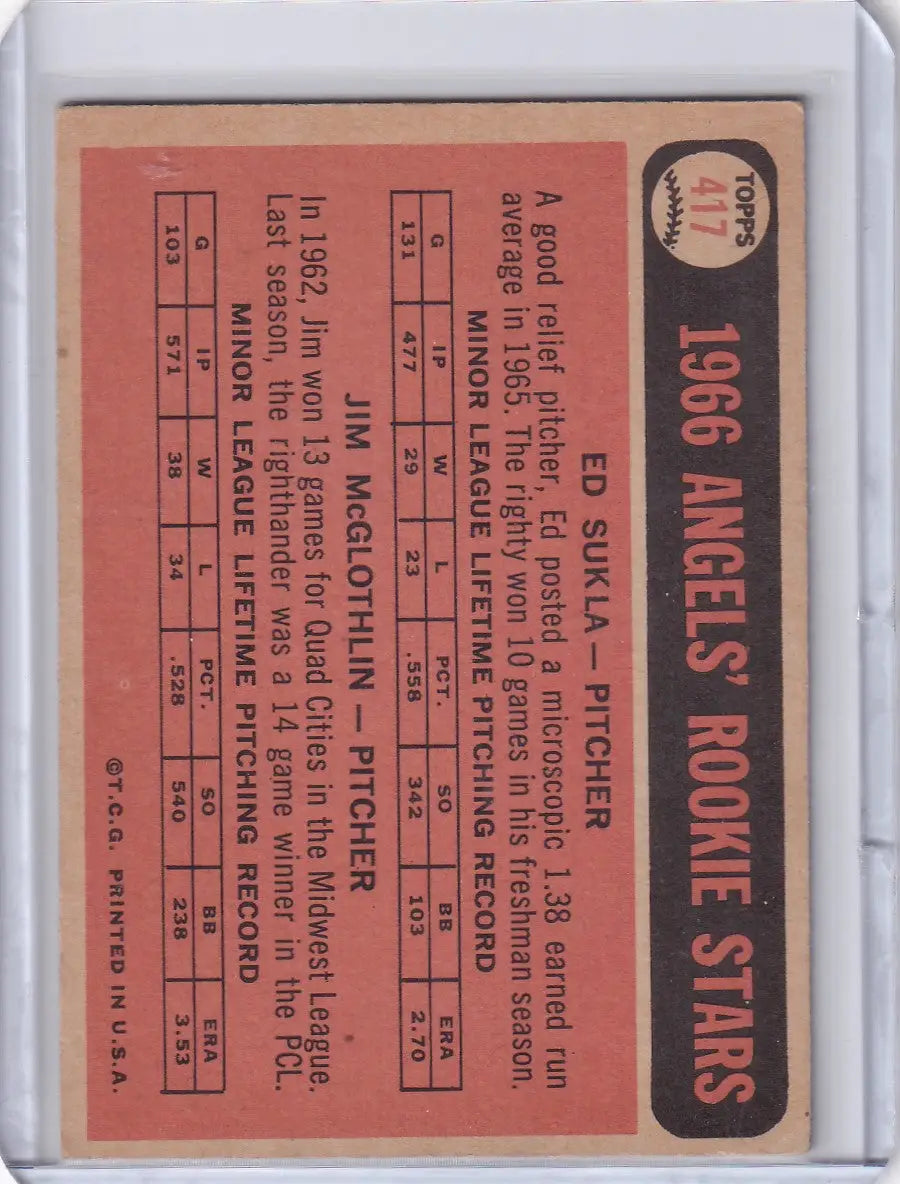 TOPPS
417
1966 ANGELS' ROOKIE STARS
ED SUKLA — PITCHER
A good relief pitcher, Ed posted a microscopic 1.38 earned run
average in 1965. The righty won 10 games in his freshman season.
MINOR LEAGUE LIFETIME PITCHING RECORD
G IP W L PCT. SO BB ERA
131 477 29 23 .558 342 103 2.70
JIM McGLOTHLIN — PITCHER
In 1962, Jim won 13 games for Quad Cities in the Midwest League.
Last season, the righthander was a 14 game winner in the PCL.
MINOR LEAGUE LIFETIME PITCHING RECORD
G IP W L PCT. SO BB ERA
103 571 38 34 .528 540 238 3.53
©T.C.G. PRINTED IN U.S.A.